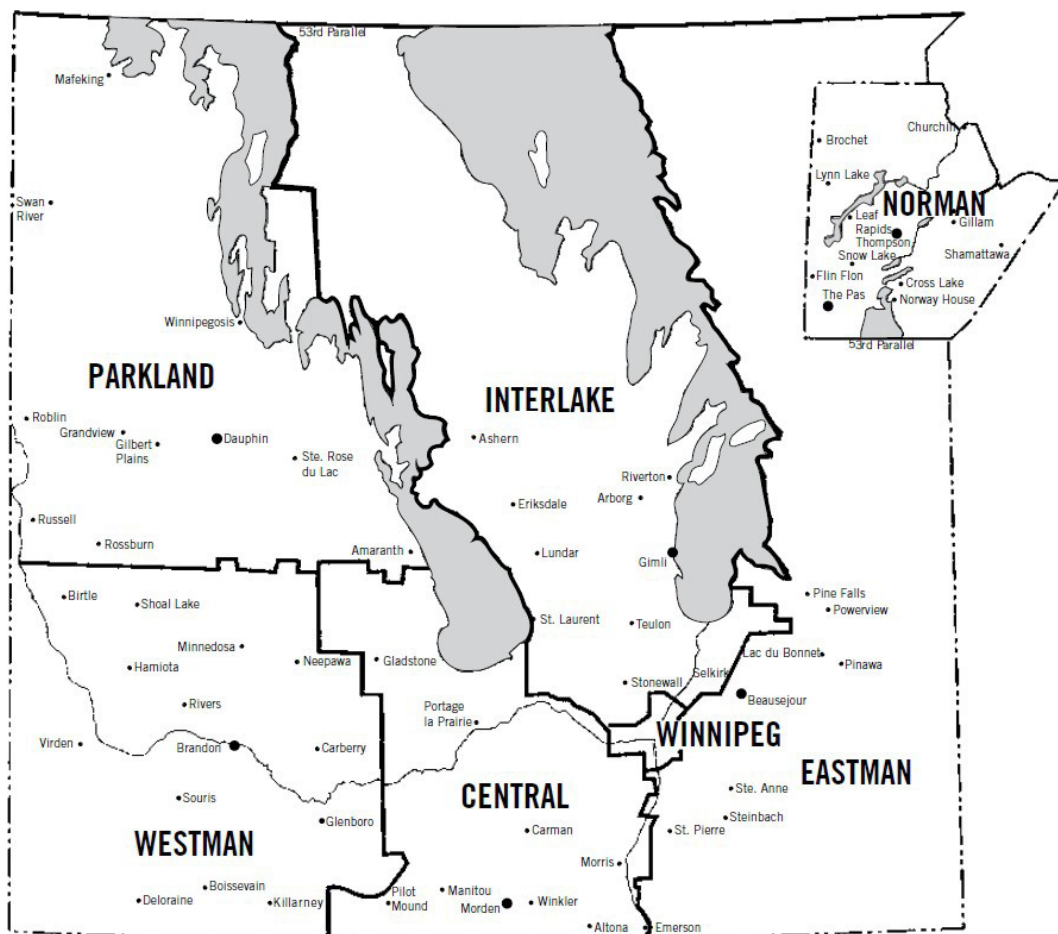 53rd Parallel
Mafeking
Churchill
Brochet
Lynn Lake
Swan
River
NORMAN
Leaf
Rapids
Gillam
Thompson
Snow Lake
Shamattawa
Flin Flon
Cross Lake
The Pas
Norway House
53rd Parallel
Winnipegosis
PARKLAND
INTERLAKE
Roblin
Grandview
Gilbert
Plains
Dauphin
Ashern
Ste. Rose
du Lac
Riverton
Arborg
Eriksdale
Russell
Rossburn
Amaranth
Lundar
Gimli
Birtle
Shoal Lake
Pine Falls
Powerview
St. Laurent
Teulon
Minnedosa
Hamiota
Neepawa
Gladstone
Lac du Bonnet
Pinawa
Selkirk
Stonewall
Beausejour
Rivers
Portage
la Prairie
Virden
Brandon
Carberry
WINNIPEG
EASTMAN
Souris
CENTRAL
Ste. Anne
Glenboro
Carman
St. Pierre
Steinbach
WESTMAN
Morris
Boissevain
Deloraine
Killarney
Pilot
Mound
Manitou
Morden
Winkler
Altona
Emerson